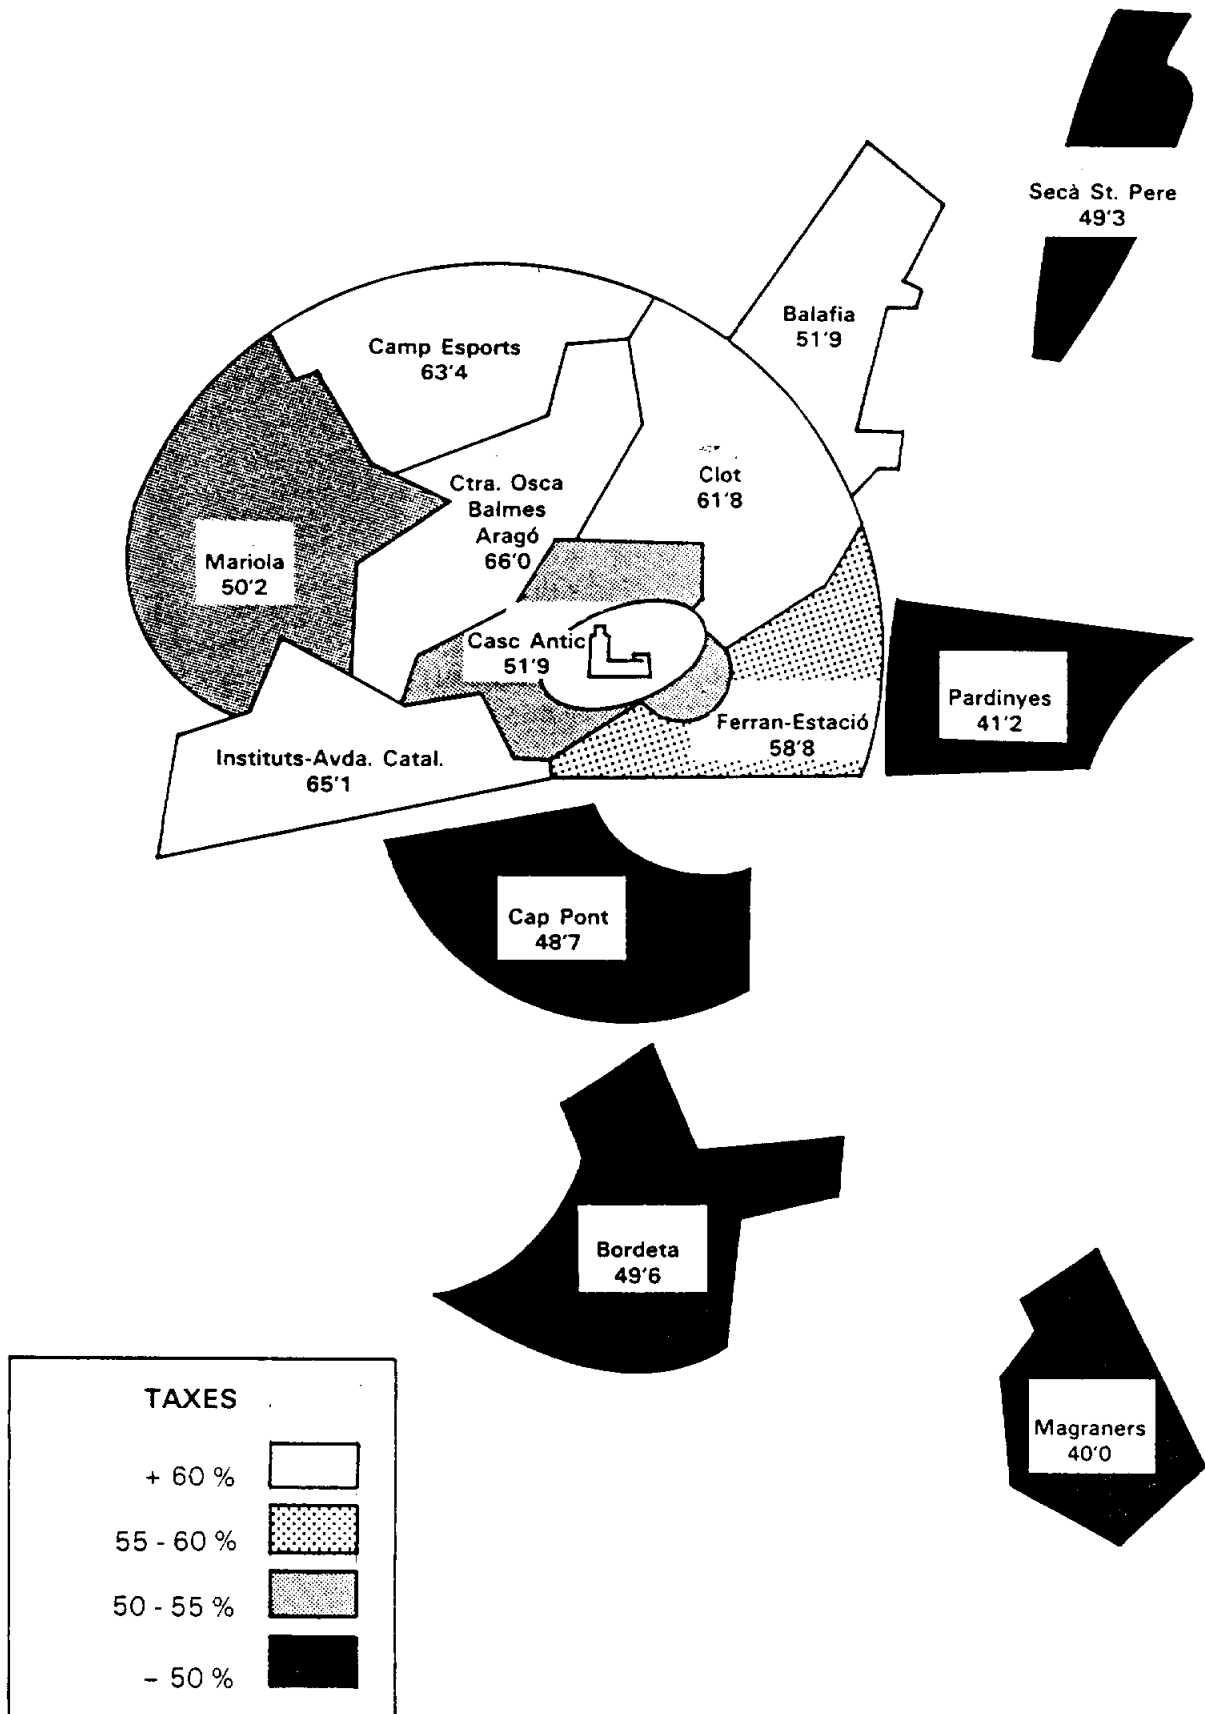 Secà St. Pere
49'3
Balafia
51'9
Camp Esports
63'4
Clot
61'8
Ctra. Osca
Balmes
Aragó
66'0
Mariola
50'2
Casc Antic
51'9
Pardinyes
41'2
Ferran-Estació
58'8
Instituts-Avda. Catal.
65'1
Cap Pont
48'7
Bordeta
49'6
Magraners
40'0
TAXES
+ 60 %
55 - 60 %
50 - 55 %
- 50 %